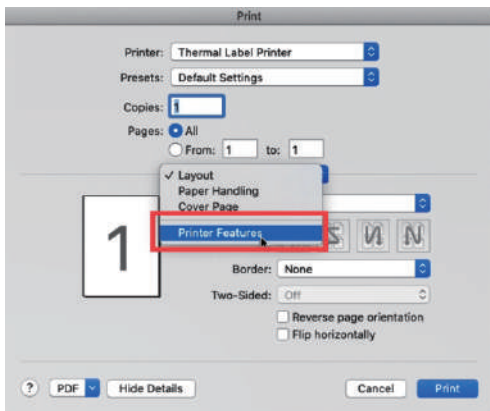 Print
Printer: Thermal Label Printer
Presets: Default Settings
Copies: 1
Pages: All
From: 1 to: 1
✓ Layout
Paper Handling
Cover Page
Printer Features
1
Border: None
Two-Sided: Off
Reverse page orientation
Flip horizontally
? PDF Hide Details Cancel Print